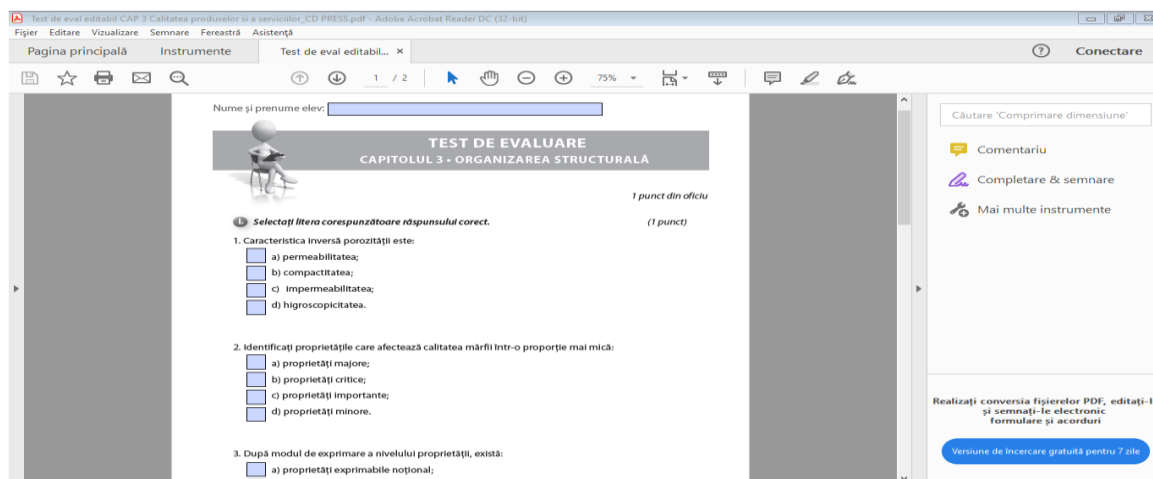 Test de eval editabil CAP 3 Calitatea produselor si a serviciilor_CD PRESS.pdf - Adobe Acrobat Reader DC (32-bit)
Fișier Editare Vizualizare Semnare Fereastră Asistență
Pagina principală Instrumente Test de eval editabil... × ? Conectare
1 / 2 75%
Nume și prenume elev:
TEST DE EVALUARE
CAPITOLUL 3 • ORGANIZAREA STRUCTURALĂ
1 punct din oficiu
I. Selectați litera corespunzătoare răspunsului corect. (1 punct)
1. Caracteristica inversă porozității este:
a) permeabilitatea;
b) compactitatea;
c) impermeabilitatea;
d) higroscopicitatea.
2. Identificați proprietățile care afectează calitatea mărfii într-o proporție mai mică:
a) proprietăți majore;
b) proprietăți critice;
c) proprietăți importante;
d) proprietăți minore.
3. După modul de exprimare a nivelului proprietății, există:
a) proprietăți exprimabile noțional;
Căutare 'Comprimare dimensiune'
Comentariu
Completare & semnare
Mai multe instrumente
Realizați conversia fișierelor PDF, editați-l
și semnați-le electronic
formulare și acorduri
Versiune de încercare gratuită pentru 7 zile